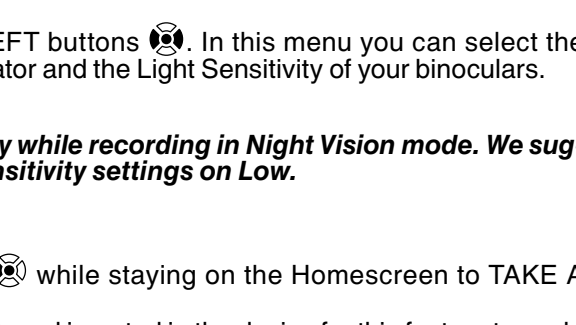 EFT buttons . In this menu you can select the
ator and the Light Sensitivity of your binoculars.
y while recording in Night Vision mode. We sug
nsitivity settings on Low.
while staying on the Homescreen to TAKE A